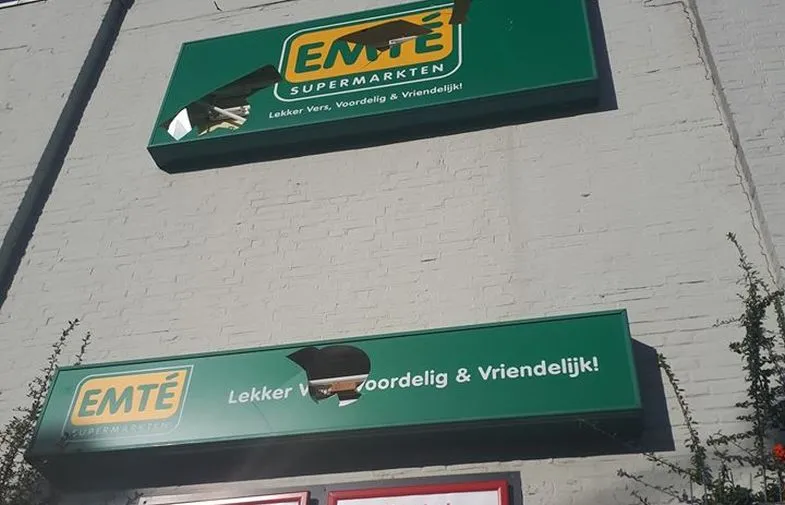 EMTÉ
SUPERMARKTEN
Lekker Vers, Voordelig & Vriendelijk!
EMTÉ
SUPERMARKTEN
Lekker V oordelig & Vriendelijk!